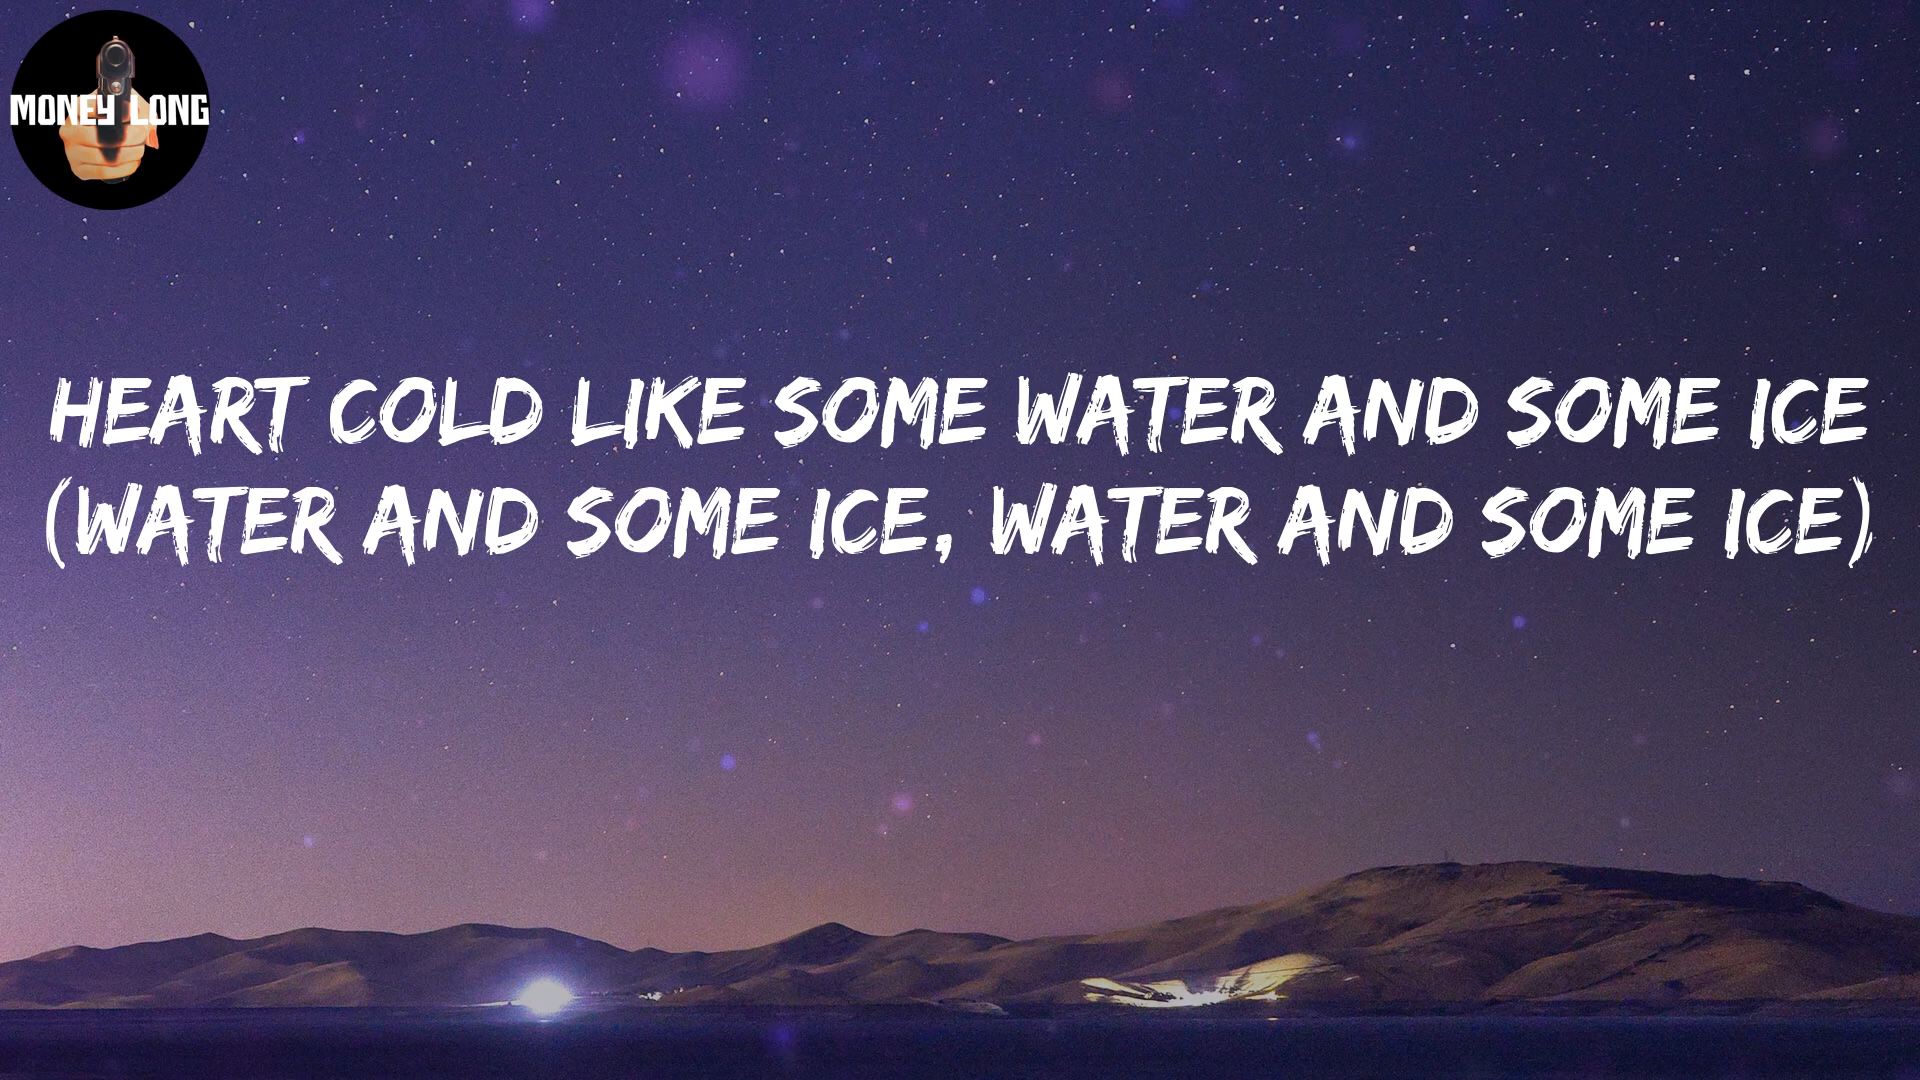 MONEY LONG
HEART COLD LIKE SOME WATER AND SOME ICE
(WATER AND SOME ICE, WATER AND SOME ICE)